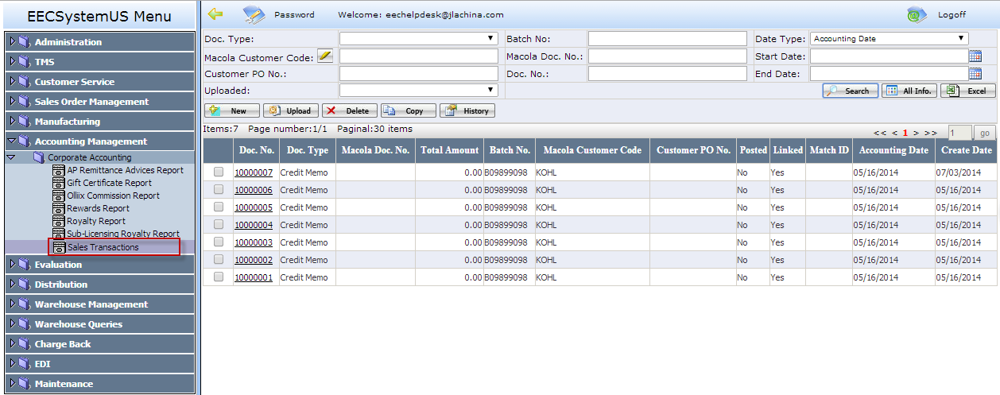 EECSystemUS Menu
Administration
TMS
Customer Service
Sales Order Management
Manufacturing
Accounting Management
Corporate Accounting
AP Remittance Advices Report
Gift Certificate Report
Olliix Commission Report
Rewards Report
Royalty Report
Sub-Licensing Royalty Report
Sales Transactions
Evaluation
Distribution
Warehouse Management
Warehouse Queries
Charge Back
EDI
Maintenance
Password Welcome: eechelpdesk@jlachina.com Logoff
Doc. Type: Batch No: Date Type: Accounting Date
Macola Customer Code: Macola Doc. No.: Start Date:
Customer PO No.: Doc. No.: End Date:
Uploaded:
Search All Info. Excel
New Upload Delete Copy History
Items:7 Page number:1/1 Paginal:30 items << < 1 > >> 1 go
Doc. No. Doc. Type Macola Doc. No. Total Amount Batch No. Macola Customer Code Customer PO No. Posted Linked Match ID Accounting Date Create Date
10000007 Credit Memo 0.00 B09899098 KOHL No Yes 05/16/2014 07/03/2014
10000006 Credit Memo 0.00 B09899098 KOHL No Yes 05/16/2014 05/16/2014
10000005 Credit Memo 0.00 B09899098 KOHL No Yes 05/16/2014 05/16/2014
10000004 Credit Memo 0.00 B09899098 KOHL No Yes 05/16/2014 05/16/2014
10000003 Credit Memo 0.00 B09899098 KOHL No Yes 05/16/2014 05/16/2014
10000002 Credit Memo 0.00 B09899098 KOHL No Yes 05/16/2014 05/16/2014
10000001 Credit Memo 0.00 B09899098 KOHL No Yes 05/16/2014 05/16/2014